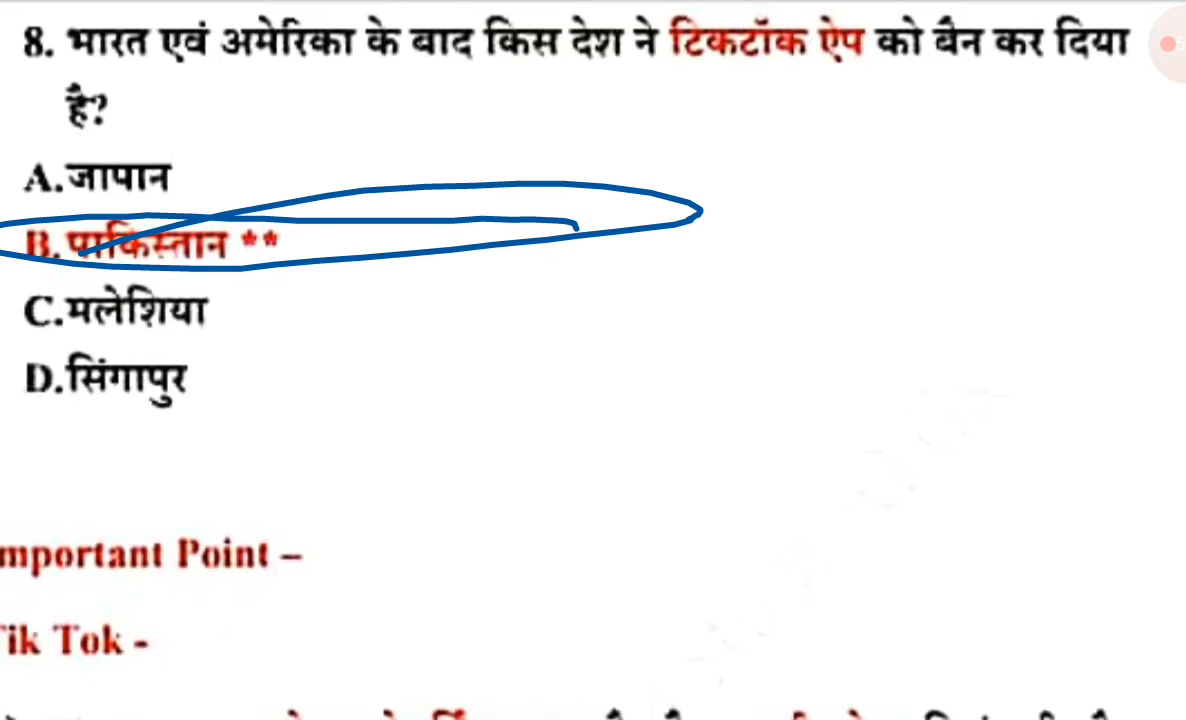 8. भारत एवं अमेरिका के बाद किस देश ने टिकटॉक ऐप को बैन कर दिया
है?
A.जापान
B.पाकिस्तान **
C.मलेशिया
D.सिंगापुर
mportant Point –
ik Tok -